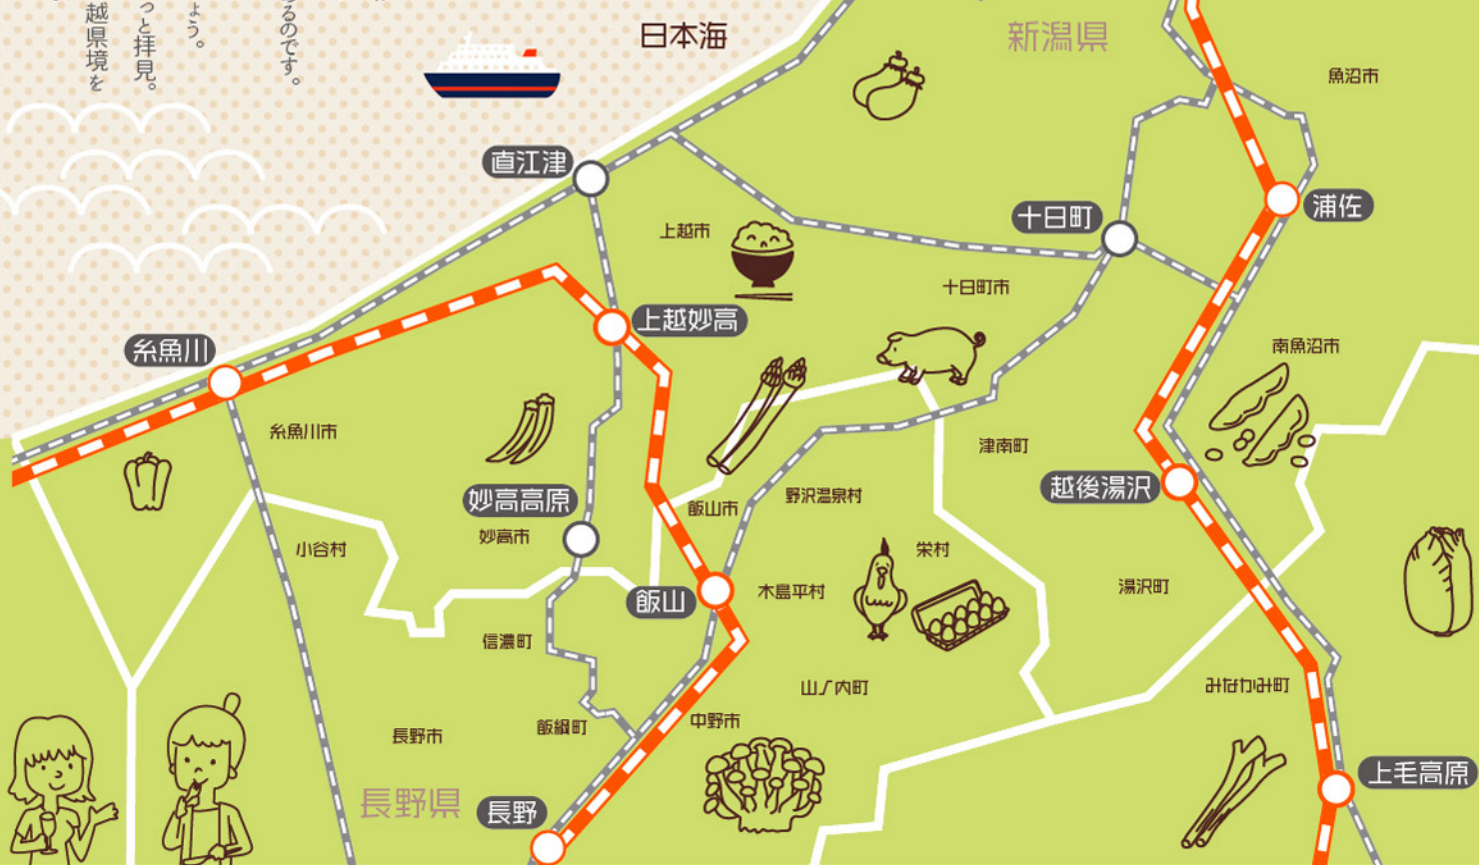 るのです。
ょう。
っと拝見。
越県境を
日本海
新潟県
魚沼市
直江津
浦佐
十日町
上越市
十日町市
上越妙高
糸魚川
南魚沼市
糸魚川市
津南町
越後湯沢
妙高高原
野沢温泉村
飯山市
妙高市
小谷村
栄村
湯沢町
木島平村
飯山
信濃町
山ノ内町
みなかみ町
中野市
飯綱町
長野市
上毛高原
長野県
長野